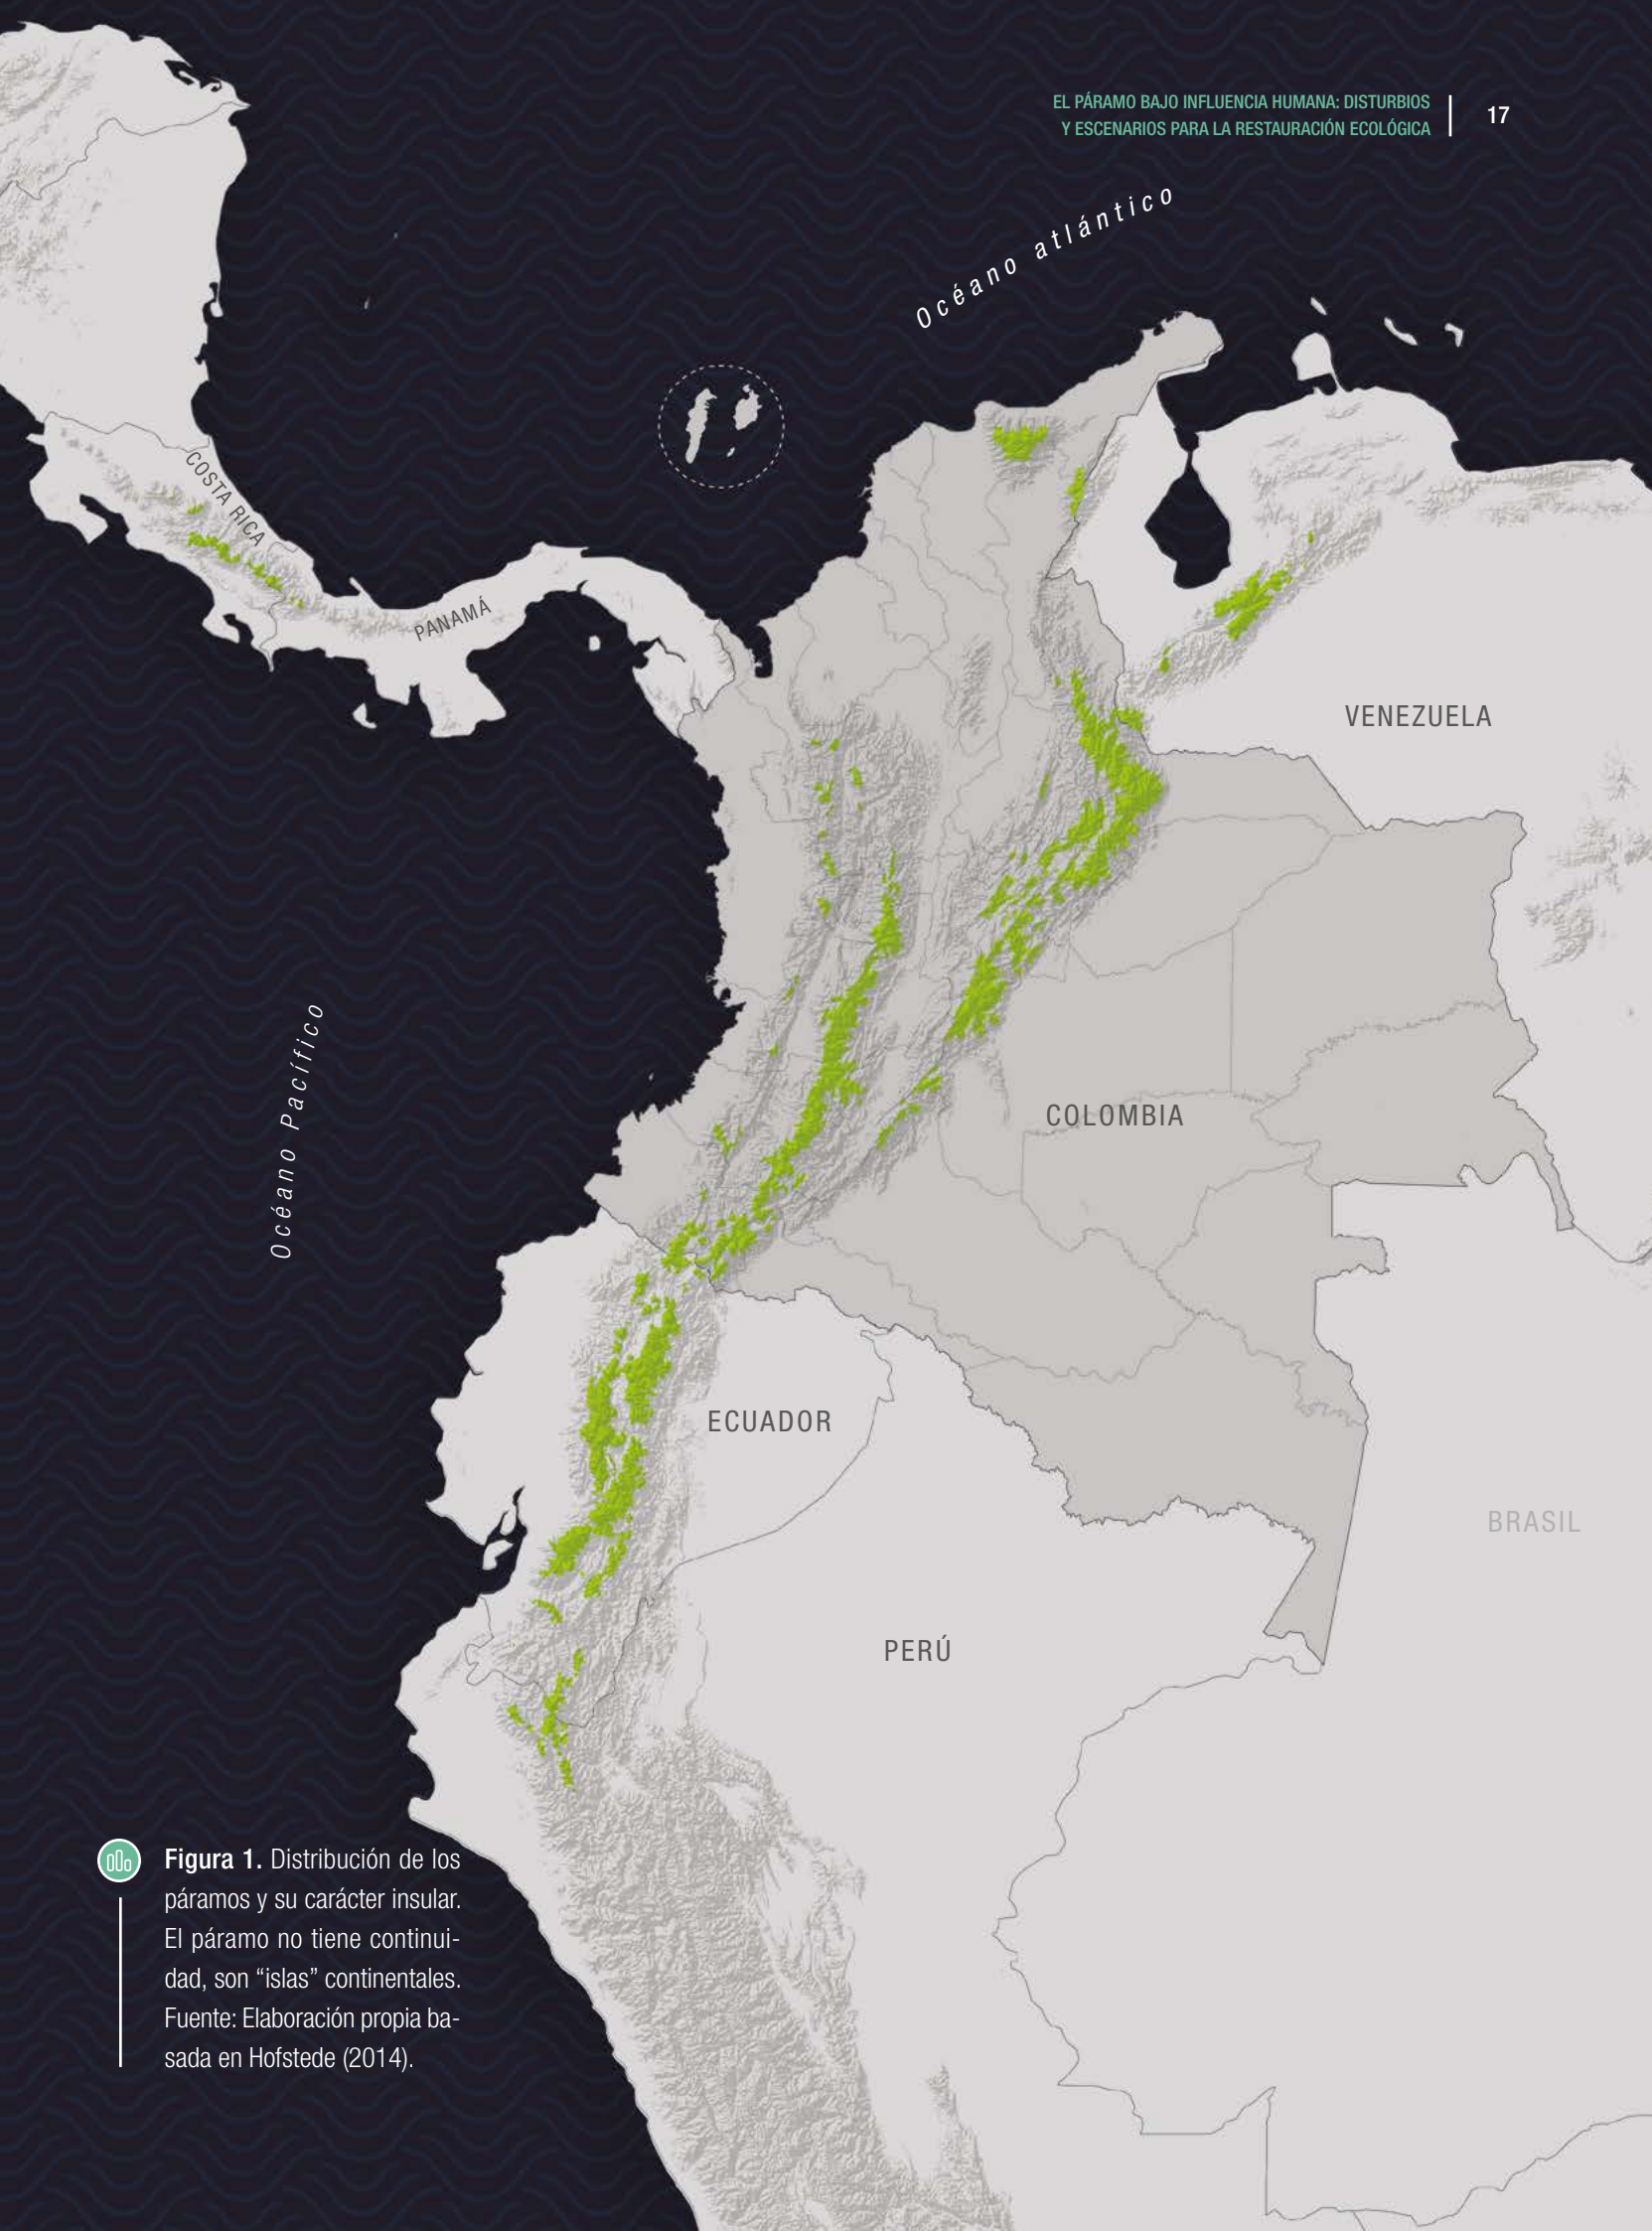 EL PÁRAMO BAJO INFLUENCIA HUMANA: DISTURBIOS
Y ESCENARIOS PARA LA RESTAURACIÓN ECOLÓGICA
17
Océano atlántico
COSTA RICA
PANAMÁ
VENEZUELA
Océano Pacífico
COLOMBIA
ECUADOR
BRASIL
PERÚ
Figura 1. Distribución de los
páramos y su carácter insular.
El páramo no tiene continui-
dad, son “islas” continentales.
Fuente: Elaboración propia ba-
sada en Hofstede (2014).